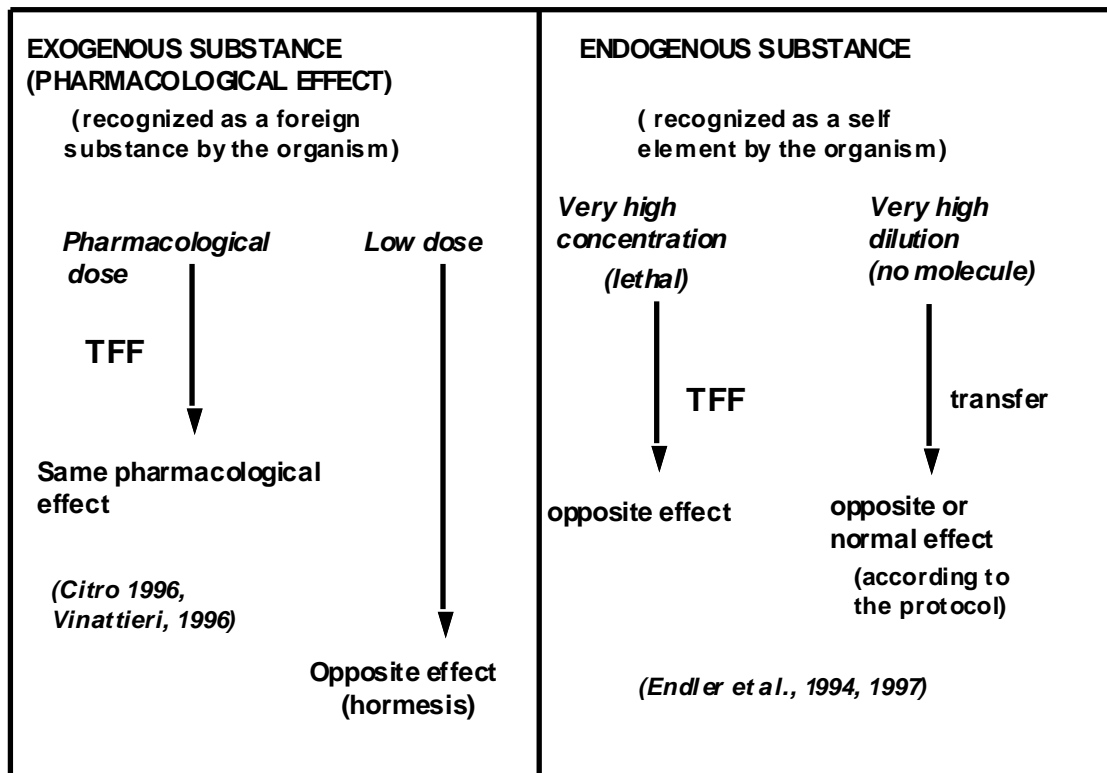 EXOGENOUS SUBSTANCE
(PHARMACOLOGICAL EFFECT)
(recognized as a foreign
substance by the organism)
Pharmacological
dose
Low dose
TFF
Same pharmacological
effect
(Citro 1996,
Vinattieri, 1996)
Opposite effect
(hormesis)
ENDOGENOUS SUBSTANCE
( recognized as a self
element by the organism)
Very high
concentration
(lethal)
Very high
dilution
(no molecule)
TFF
transfer
opposite effect
opposite or
normal effect
(according to
the protocol)
(Endler et al., 1994, 1997)